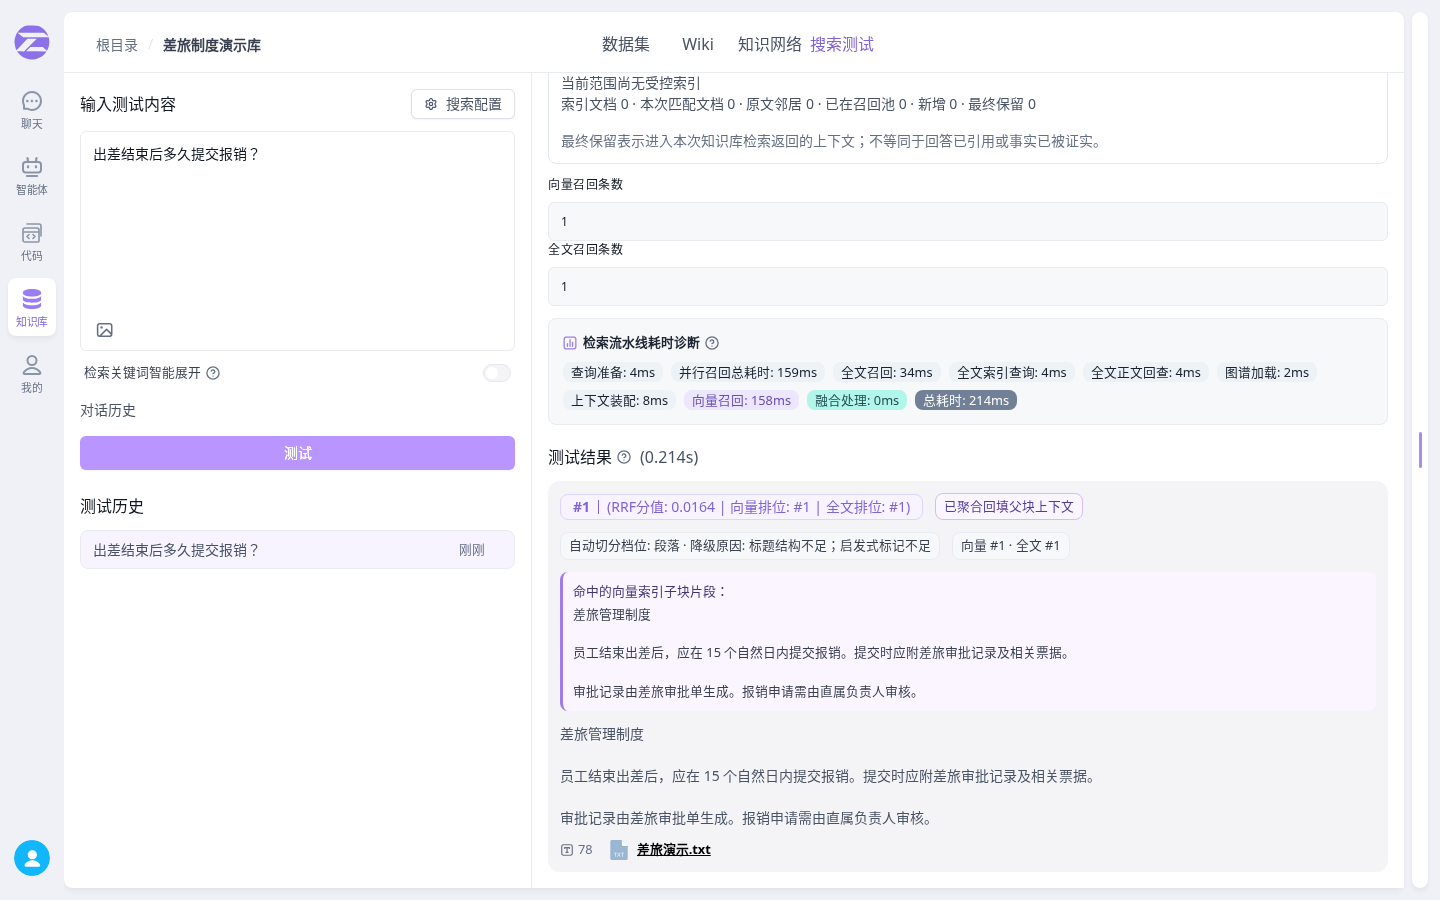 根目录 / 差旅制度演示库
数据集 Wiki 知识网络 搜索测试
聊天
智能体
代码
知识库
我的
输入测试内容
搜索配置
出差结束后多久提交报销？
检索关键词智能展开
对话历史
测试
测试历史
出差结束后多久提交报销？ 刚刚
当前范围尚无受控索引
索引文档 0 · 本次匹配文档 0 · 原文邻居 0 · 已在召回池 0 · 新增 0 · 最终保留 0
最终保留表示进入本次知识库检索返回的上下文；不等同于回答已引用或事实已被证实。
向量召回条数
1
全文召回条数
1
检索流水线耗时诊断
查询准备: 4ms 并行召回总耗时: 159ms 全文召回: 34ms 全文索引查询: 4ms 全文正文回查: 4ms 图谱加载: 2ms
上下文装配: 8ms 向量召回: 158ms 融合处理: 0ms 总耗时: 214ms
测试结果 (0.214s)
#1 | (RRF分值: 0.0164 | 向量排位: #1 | 全文排位: #1) 已聚合回填父块上下文
自动切分档位: 段落 · 降级原因: 标题结构不足；启发式标记不足 向量 #1 · 全文 #1
命中的向量索引子块片段：
差旅管理制度
员工结束出差后，应在 15 个自然日内提交报销。提交时应附差旅审批记录及相关票据。
审批记录由差旅审批单生成。报销申请需由直属负责人审核。
差旅管理制度
员工结束出差后，应在 15 个自然日内提交报销。提交时应附差旅审批记录及相关票据。
审批记录由差旅审批单生成。报销申请需由直属负责人审核。
78 TXT 差旅演示.txt